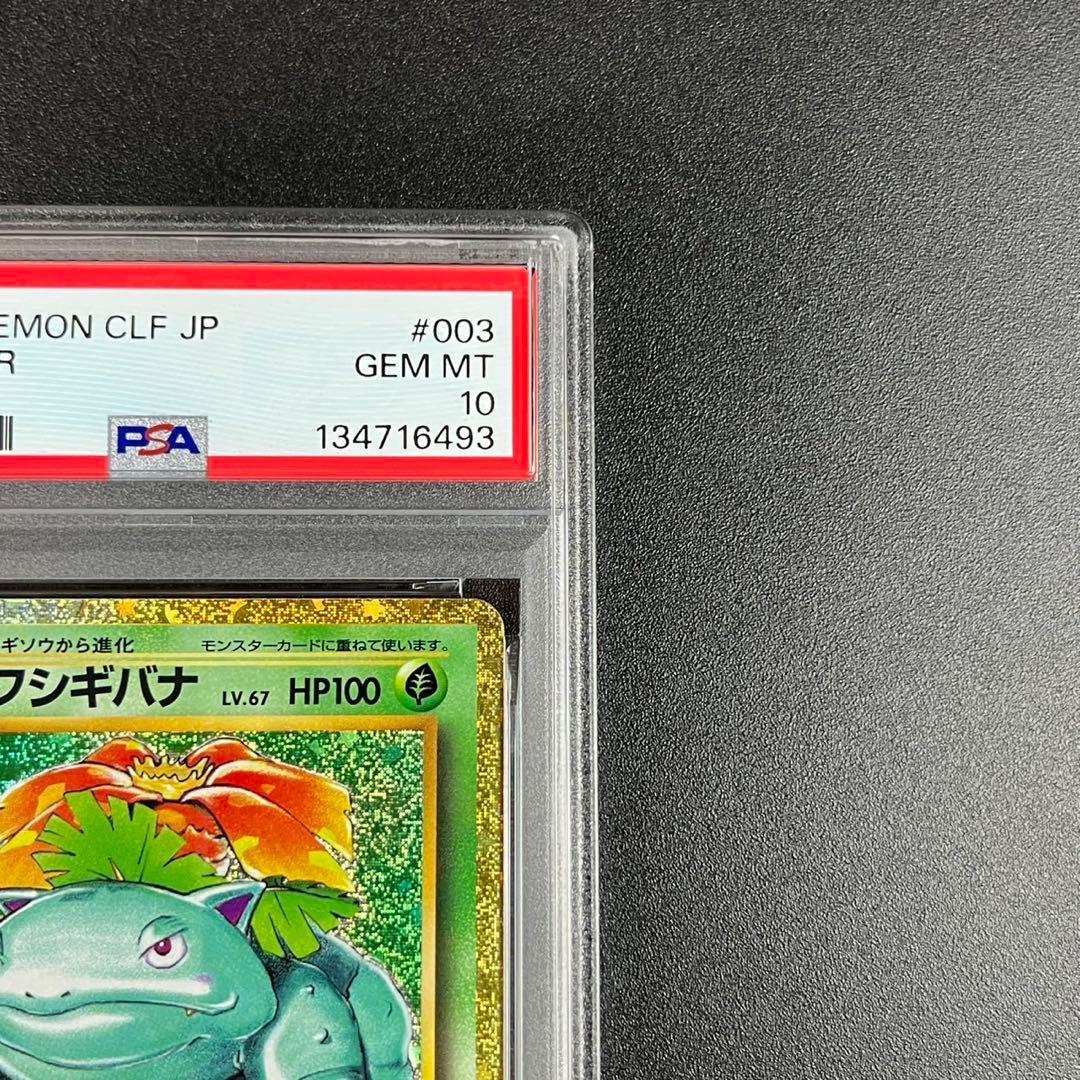 EMON CLF JP #003
R GEM MT
10
PSA 134716493
ギソウから進化 モンスターカードに重ねて使います。
フシギバナ LV.67 HP100